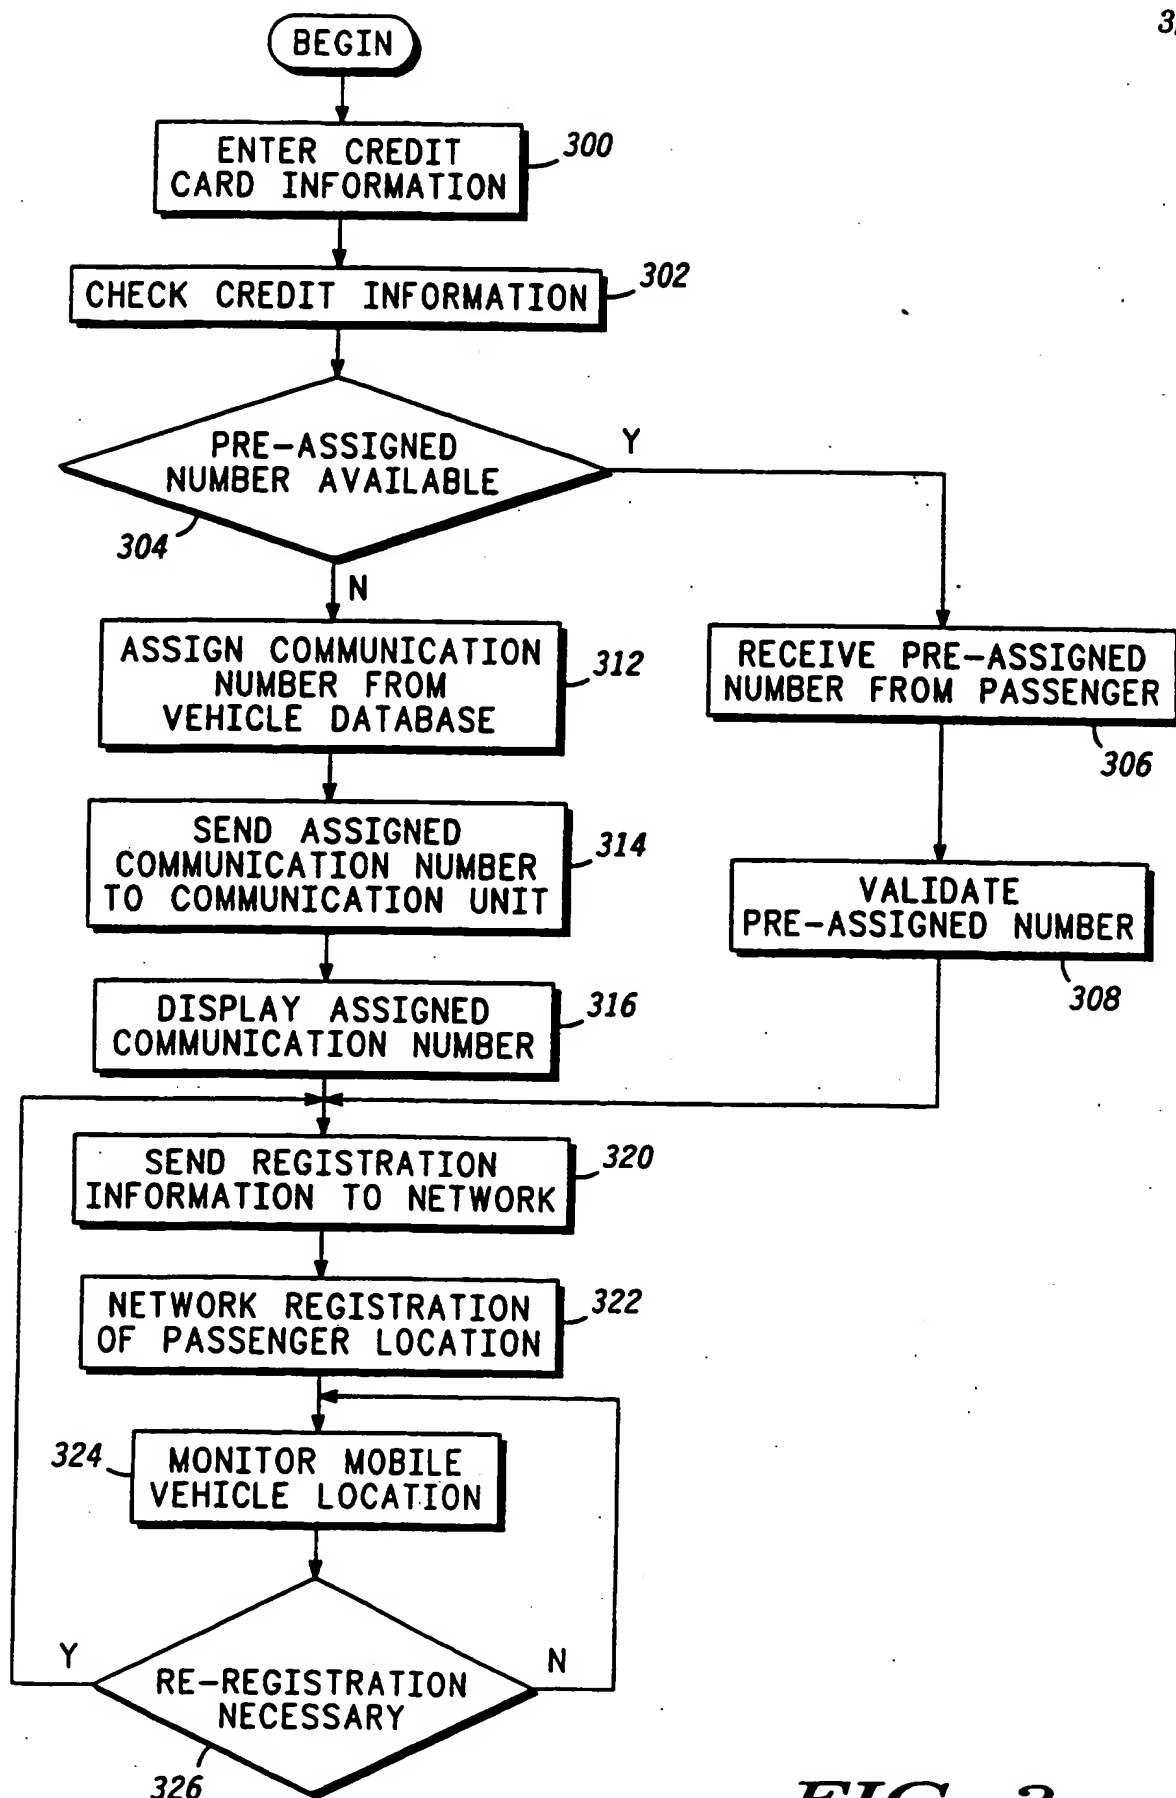 3
BEGIN
ENTER CREDIT
CARD INFORMATION
300
CHECK CREDIT INFORMATION
302
PRE-ASSIGNED
NUMBER AVAILABLE
304
Y
N
ASSIGN COMMUNICATION
NUMBER FROM
VEHICLE DATABASE
312
RECEIVE PRE-ASSIGNED
NUMBER FROM PASSENGER
306
SEND ASSIGNED
COMMUNICATION NUMBER
TO COMMUNICATION UNIT
314
VALIDATE
PRE-ASSIGNED NUMBER
308
DISPLAY ASSIGNED
COMMUNICATION NUMBER
316
SEND REGISTRATION
INFORMATION TO NETWORK
320
NETWORK REGISTRATION
OF PASSENGER LOCATION
322
324
MONITOR MOBILE
VEHICLE LOCATION
Y
N
RE-REGISTRATION
NECESSARY
326
FIG. 3